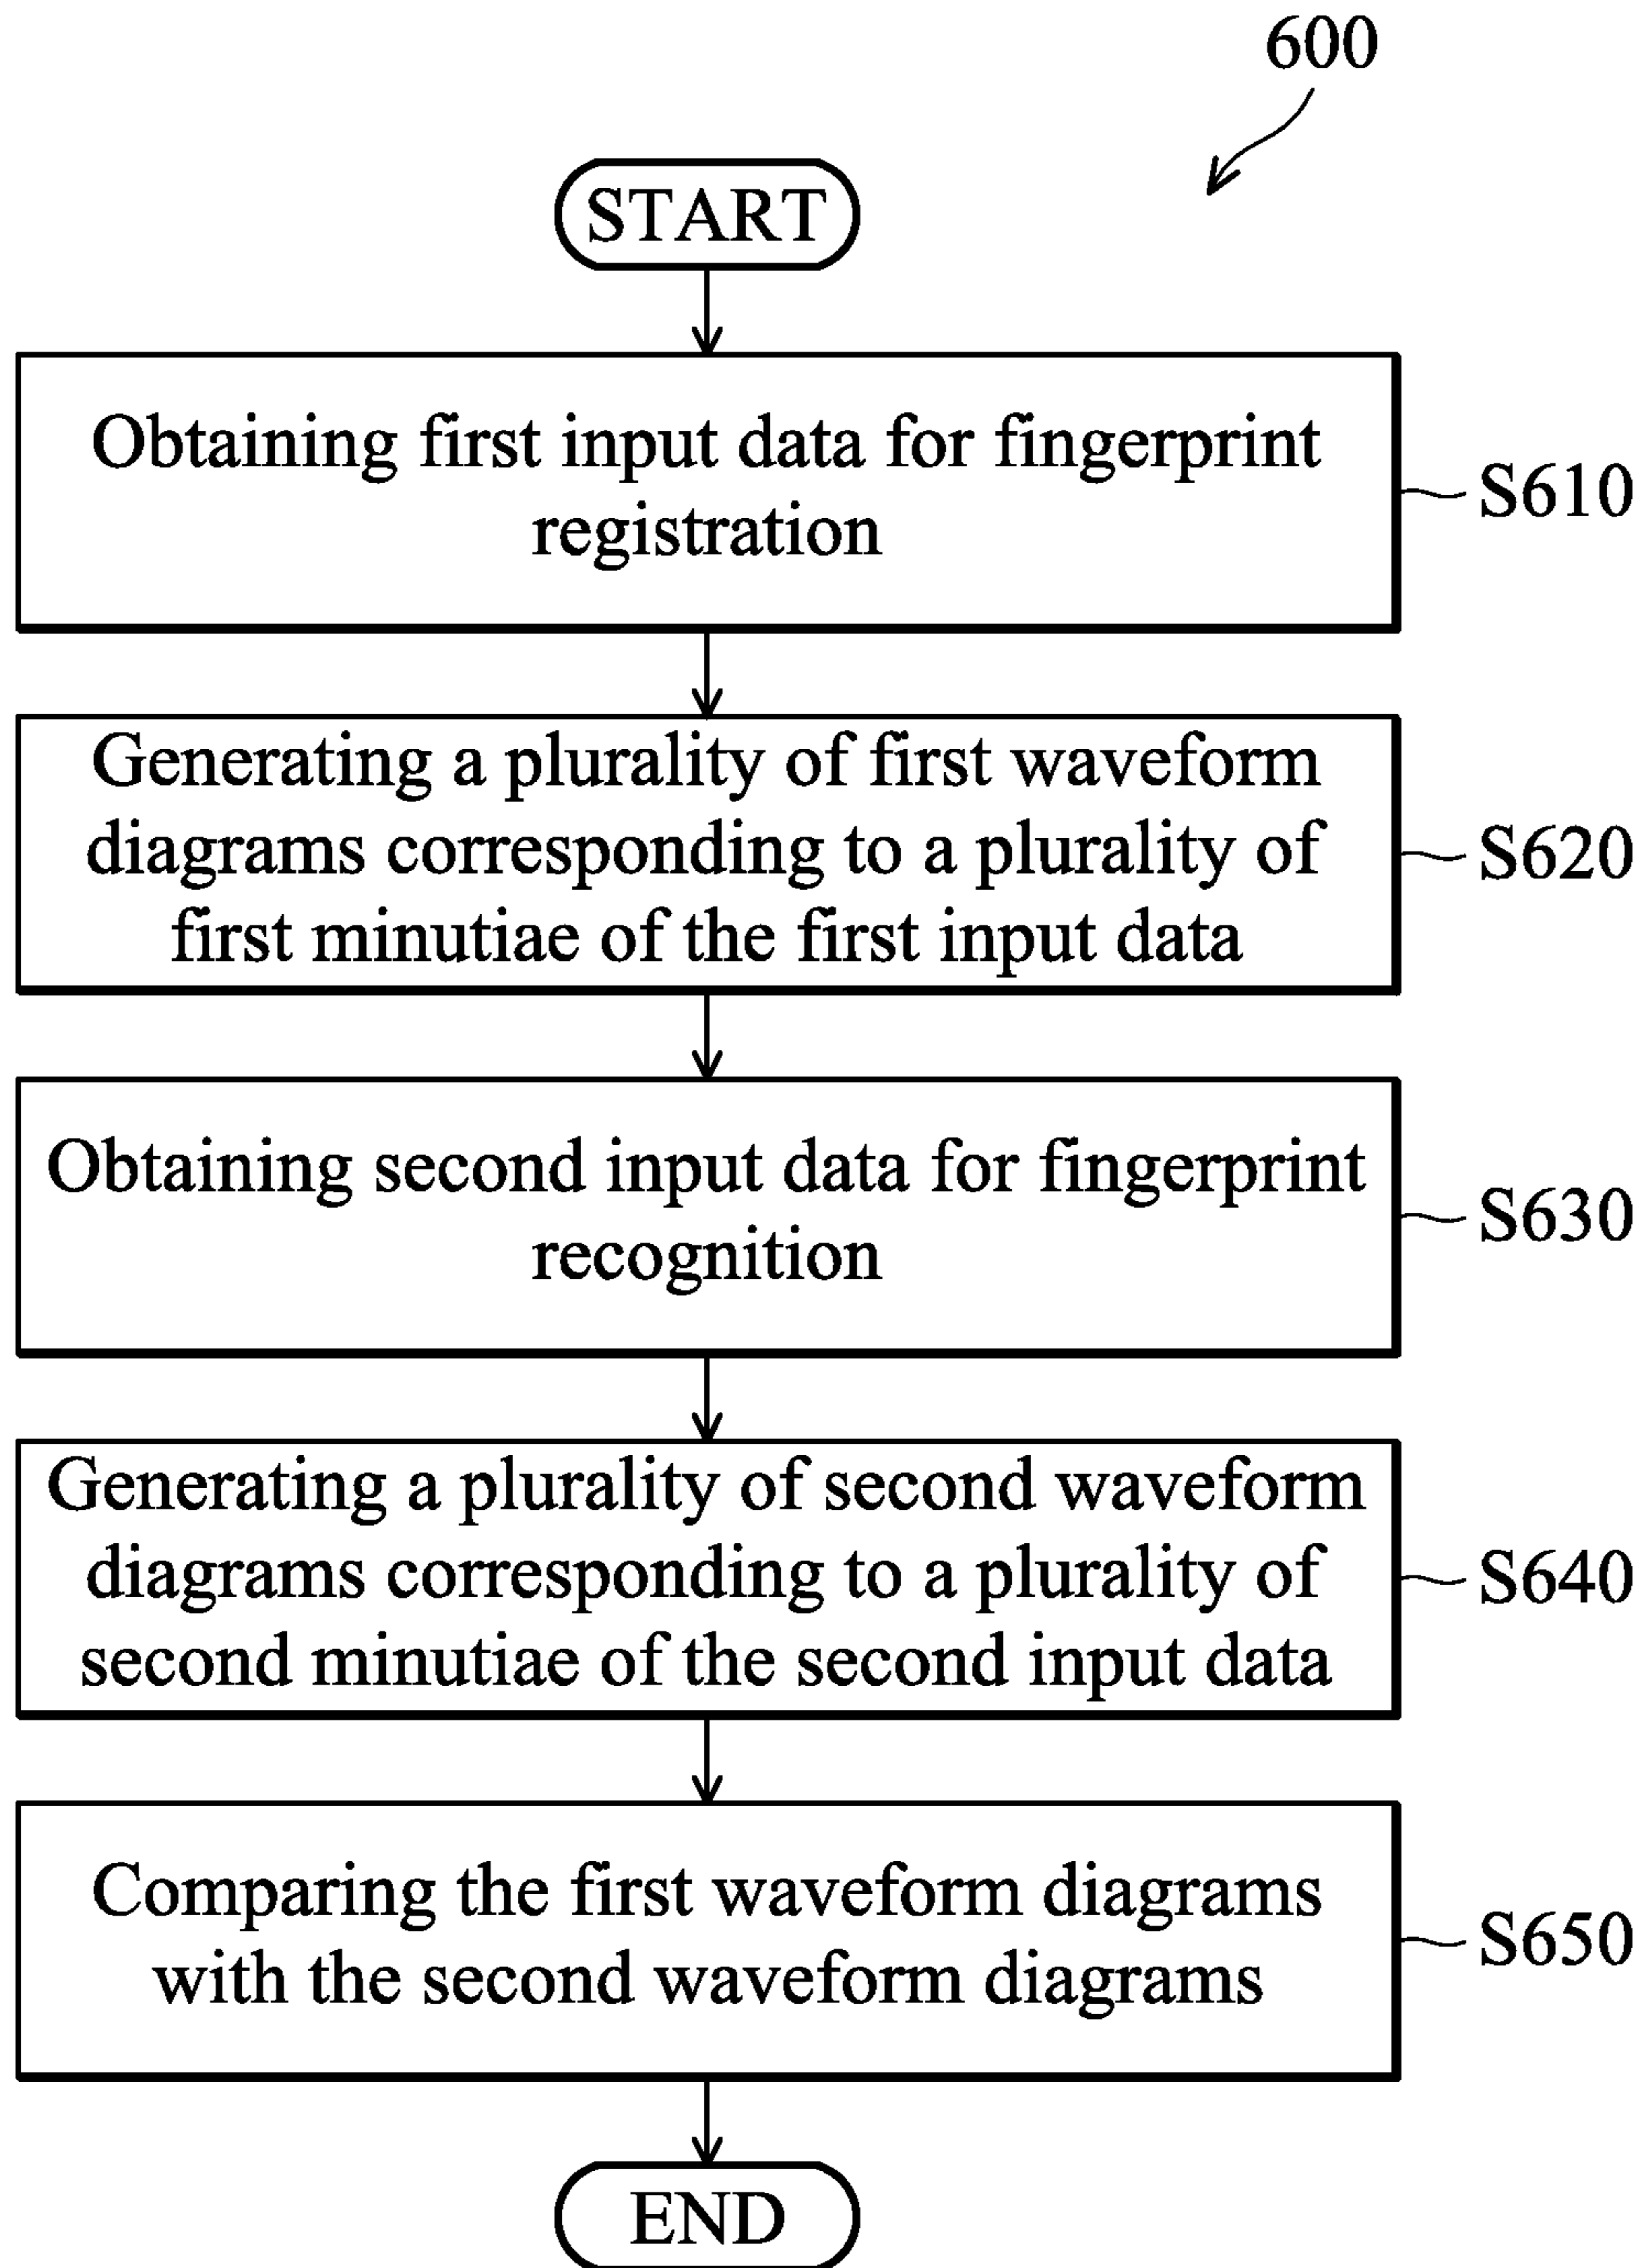 600
START
Obtaining first input data for fingerprint
registration
S610
Generating a plurality of first waveform
diagrams corresponding to a plurality of
first minutiae of the first input data
S620
Obtaining second input data for fingerprint
recognition
S630
Generating a plurality of second waveform
diagrams corresponding to a plurality of
second minutiae of the second input data
S640
Comparing the first waveform diagrams
with the second waveform diagrams
S650
END